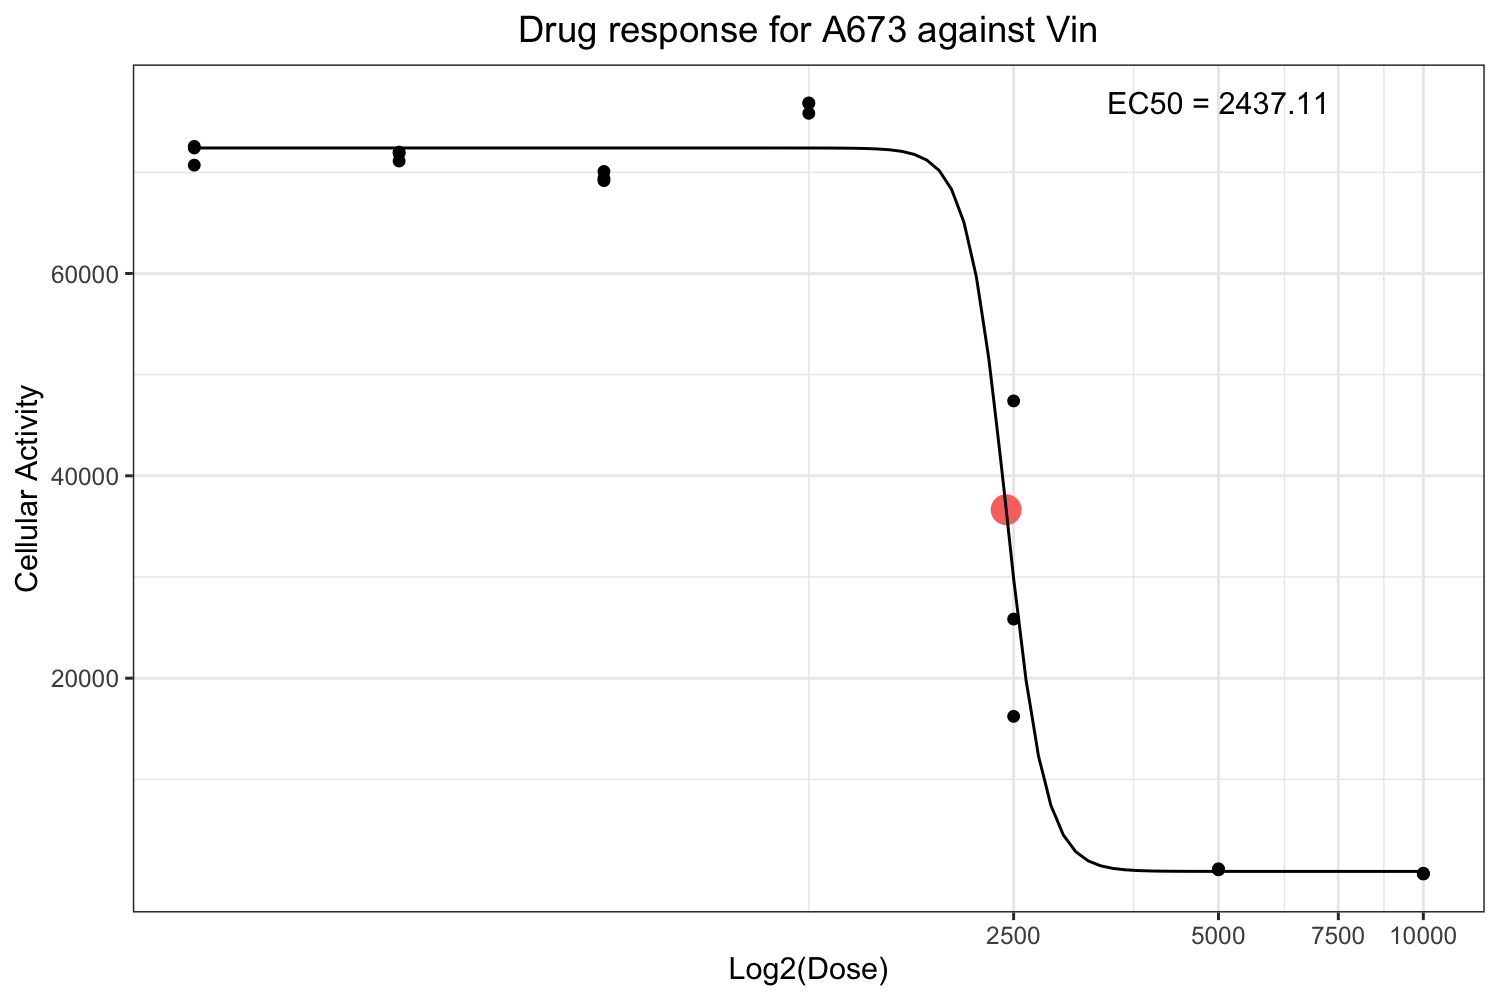 Drug response for A673 against Vin
EC50 = 2437.11
Cellular Activity
60000
40000
20000
2500 5000 7500 10000
Log2(Dose)